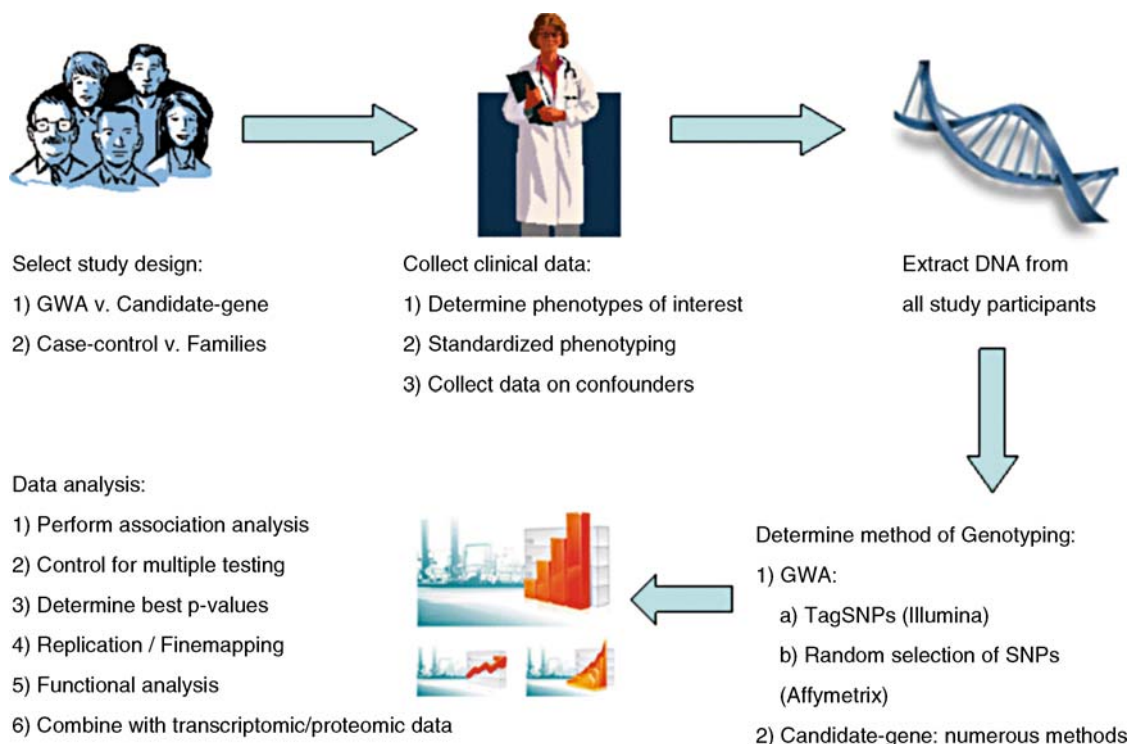 Select study design:
1) GWA v. Candidate-gene
2) Case-control v. Families
Collect clinical data:
1) Determine phenotypes of interest
2) Standardized phenotyping
3) Collect data on confounders
Extract DNA from
all study participants
Determine method of Genotyping:
1) GWA:
a) TagSNPs (Illumina)
b) Random selection of SNPs
(Affymetrix)
2) Candidate-gene: numerous methods
Data analysis:
1) Perform association analysis
2) Control for multiple testing
3) Determine best p-values
4) Replication / Finemapping
5) Functional analysis
6) Combine with transcriptomic/proteomic data